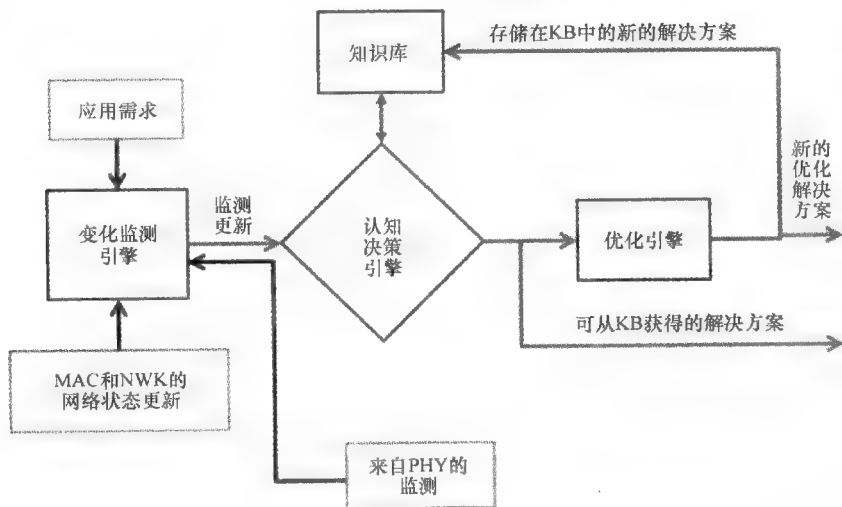 存储在KB中的新的解决方案
知识库
应用需求
新的
优化
解决
方案
监测
更新
变化监测
引擎
认知
决策
引擎
优化引擎
可从KB获得的解决方案
MAC和NWK的
网络状态更新
来自PHY的
监测